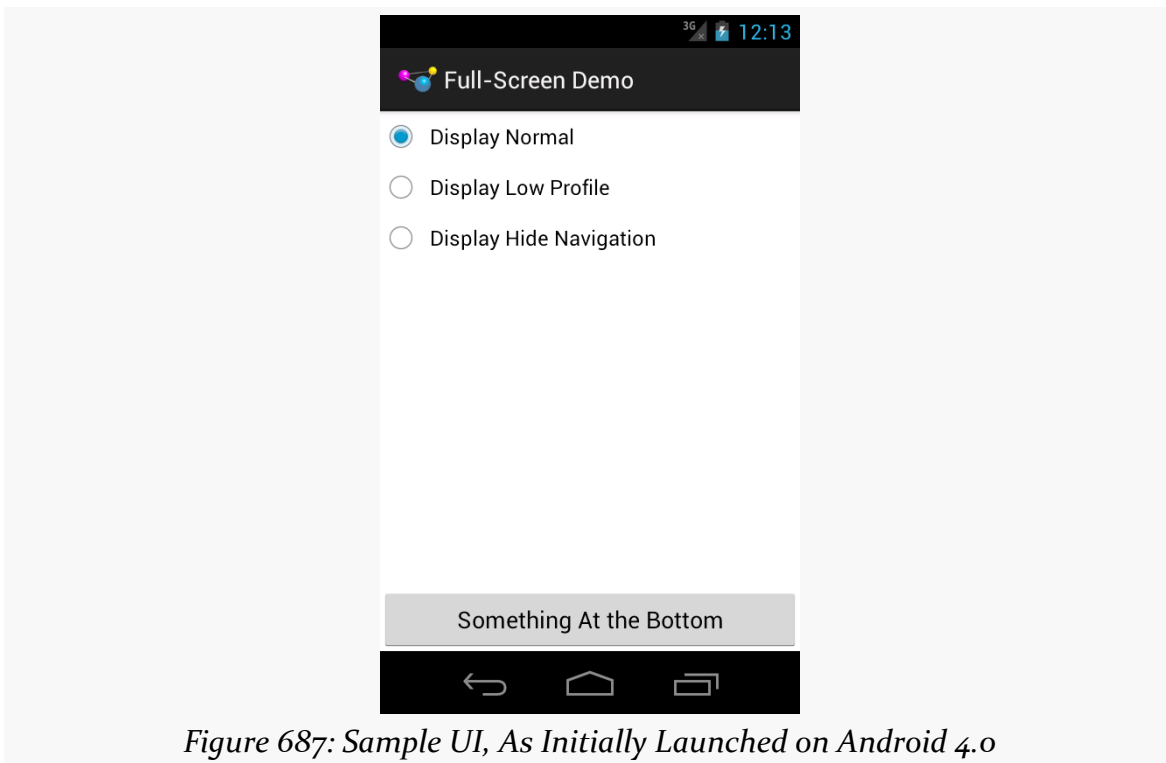 3G 12:13
Full-Screen Demo
Display Normal
Display Low Profile
Display Hide Navigation
Something At the Bottom
Figure 687: Sample UI, As Initially Launched on Android 4.0